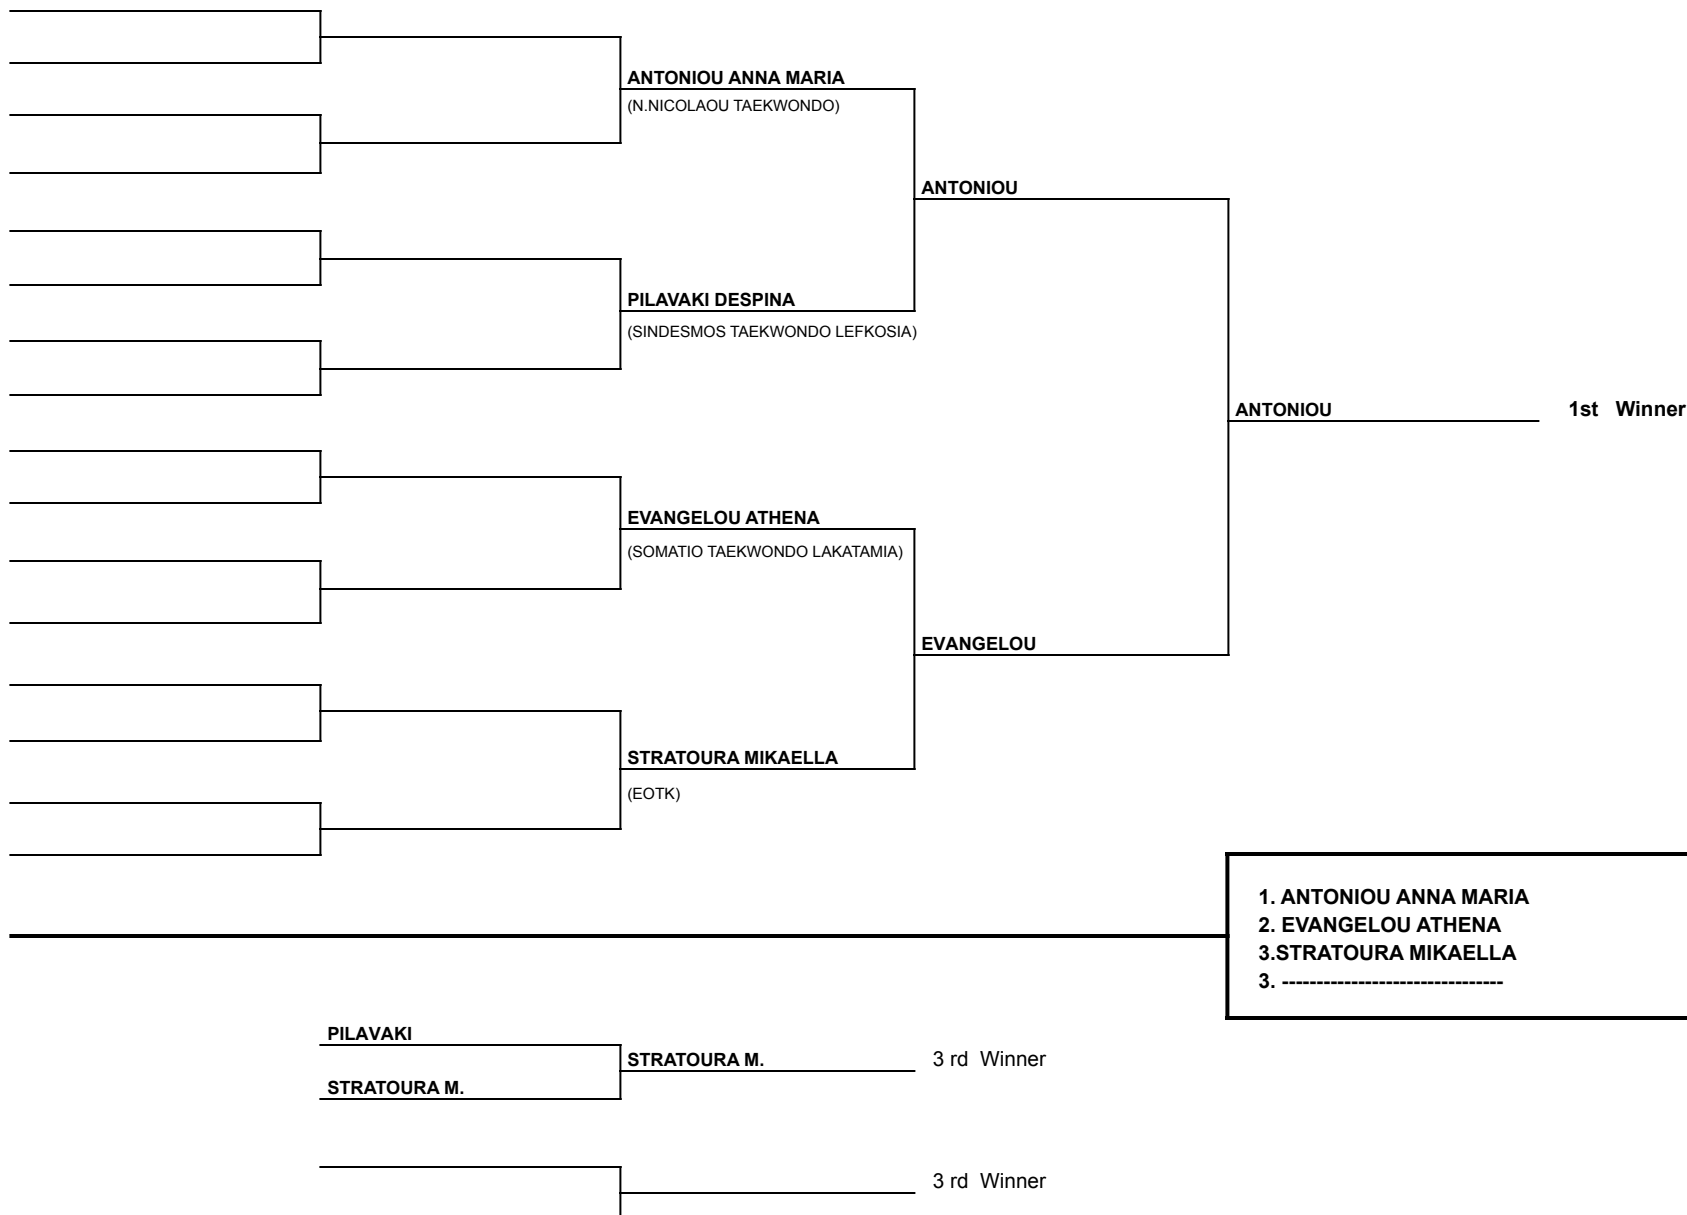 ANTONIOU ANNA MARIA
(N.NICOLAOU TAEKWONDO)
ANTONIOU
PILAVAKI DESPINA
(SINDESMOS TAEKWONDO LEFKOSIA)
ANTONIOU 1st Winner
EVANGELOU ATHENA
(SOMATIO TAEKWONDO LAKATAMIA)
EVANGELOU
STRATOURA MIKAELLA
(EOTK)
1. ANTONIOU ANNA MARIA
2. EVANGELOU ATHENA
3.STRATOURA MIKAELLA
3. --------------------------------
PILAVAKI
STRATOURA M. 3 rd Winner
STRATOURA M.
3 rd Winner